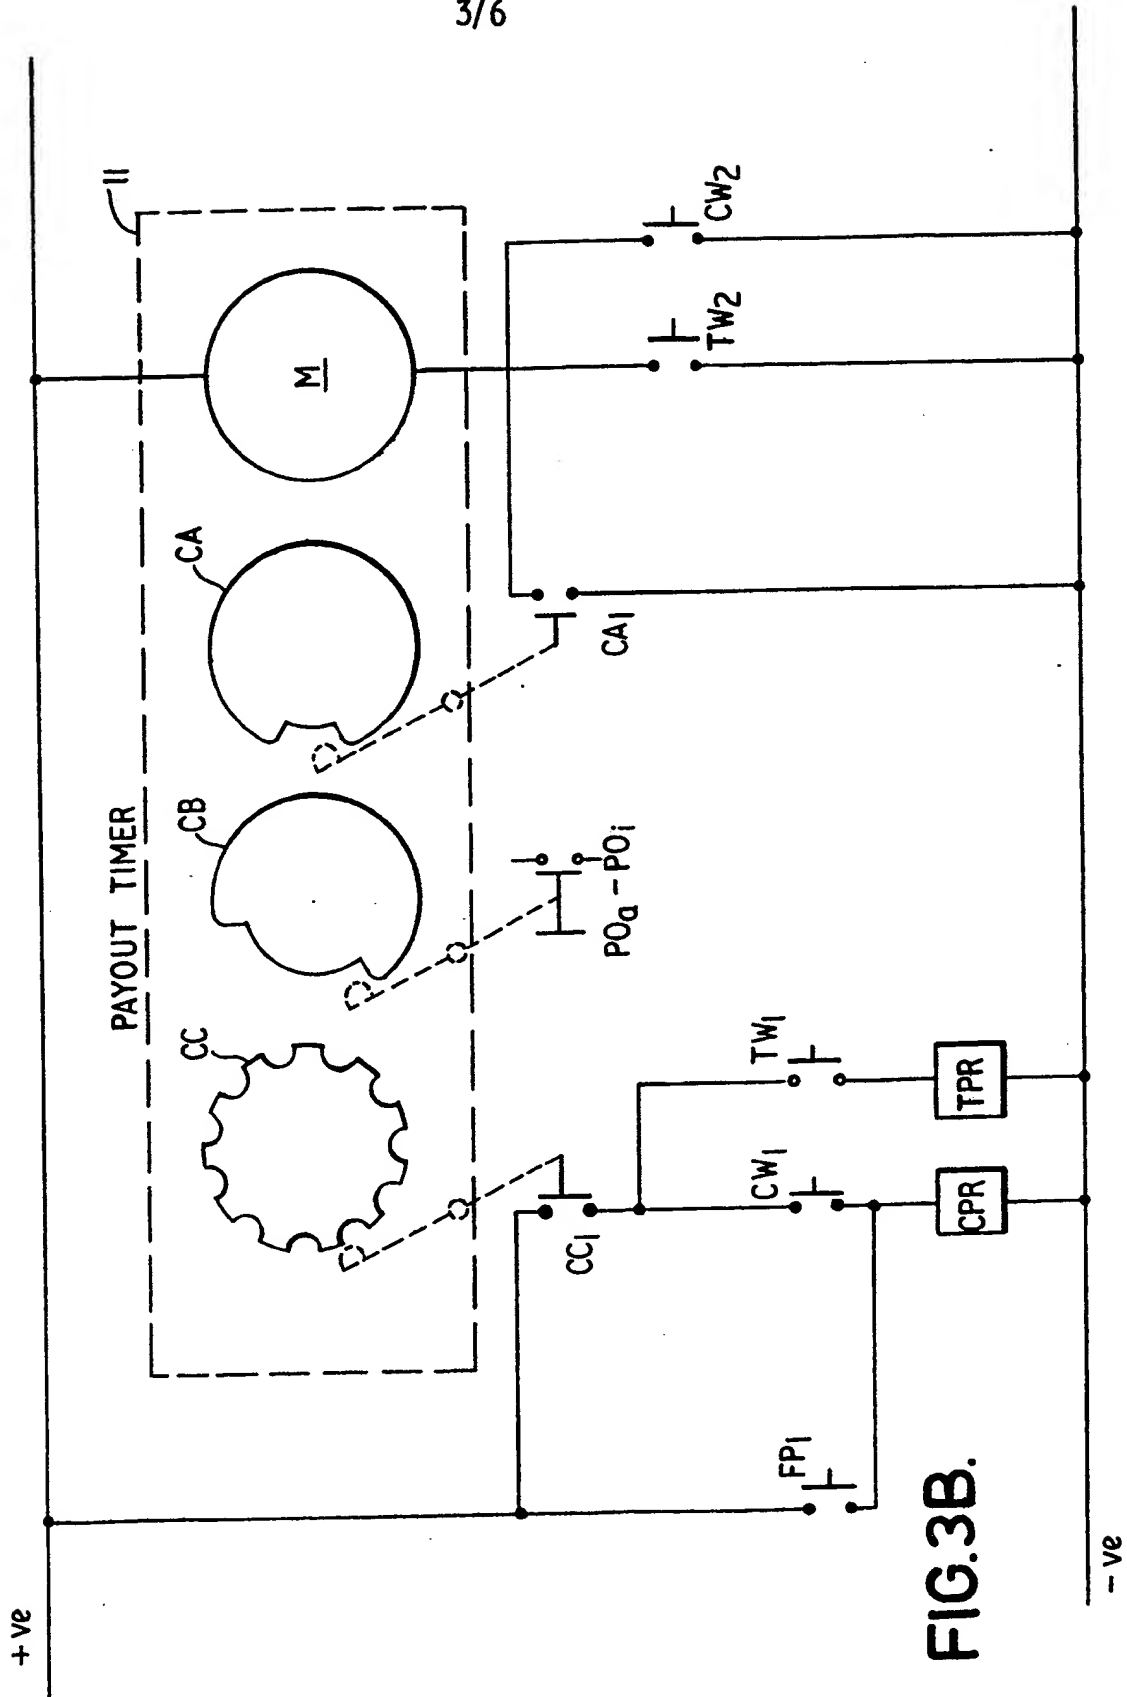 3/6
+ve
PAYOUT TIMER
11
CC
CB
CA
M
CC1
POa - POi
CA1
FP1
CW1
TW1
TW2
CW2
CPR
TPR
-ve
FIG.3B.